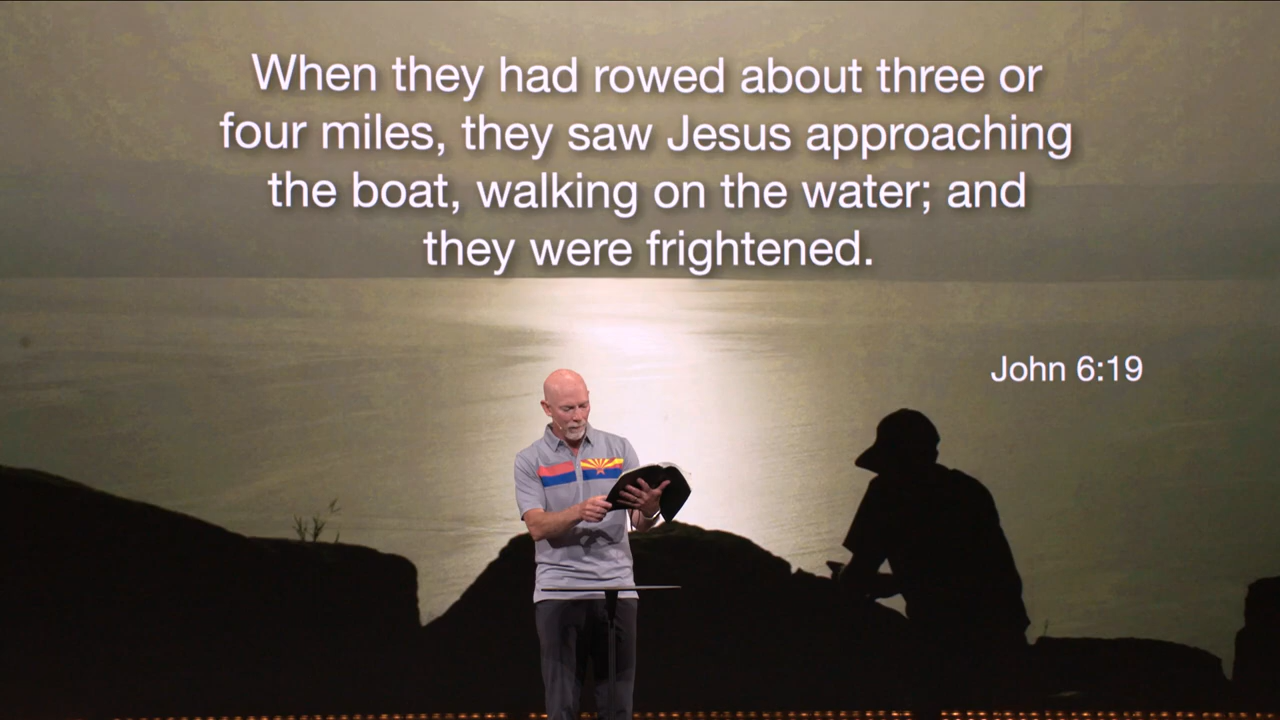 When they had rowed about three or
four miles, they saw Jesus approaching
the boat, walking on the water; and
they were frightened.
John 6:19